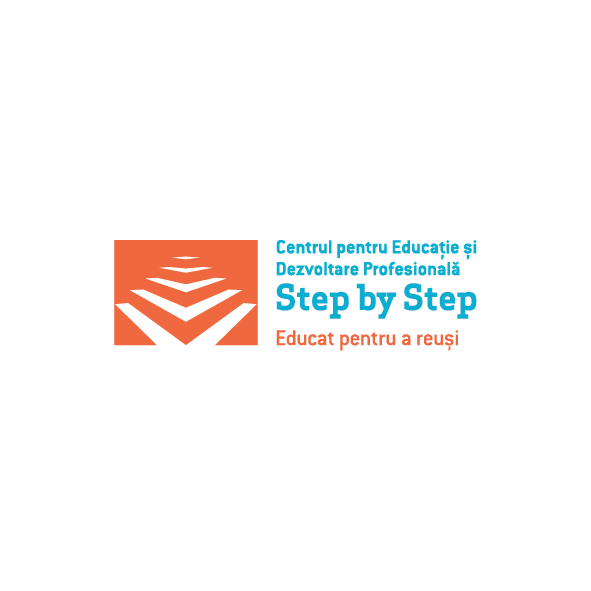 Centrul pentru Educație și
Dezvoltare Profesională
Step by Step
Educat pentru a reuși